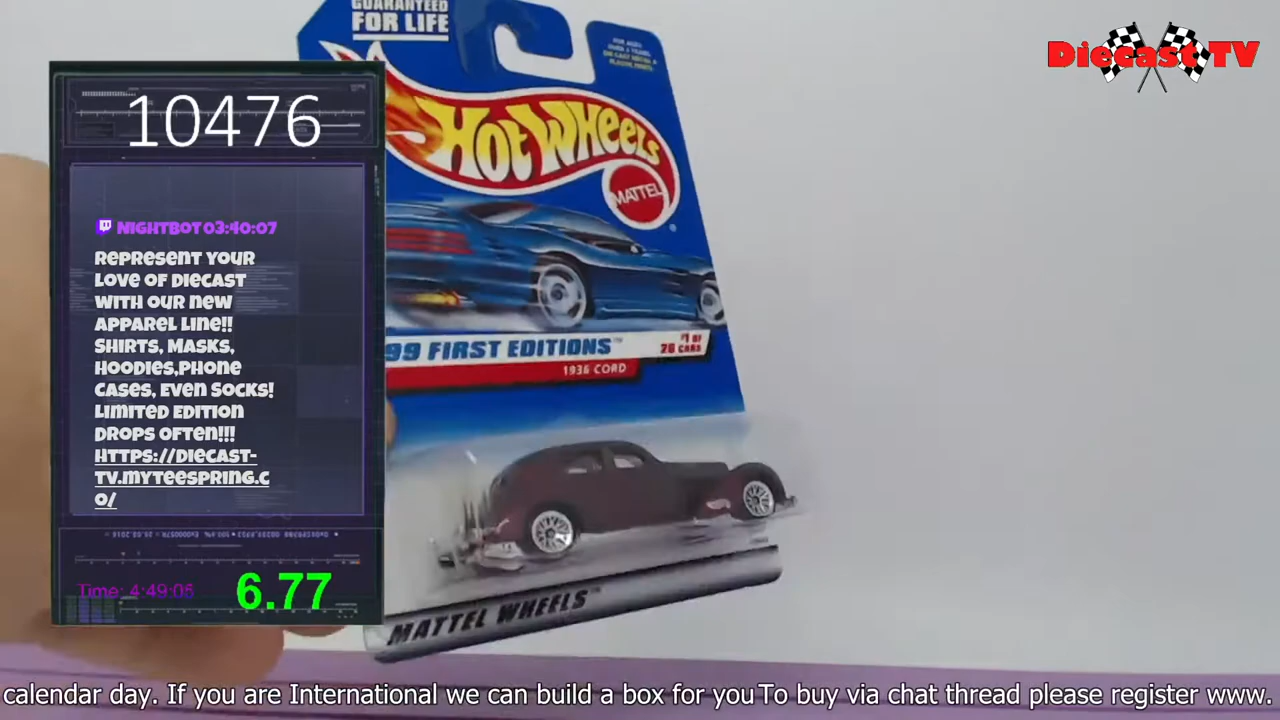 GUARANTEED
FOR LIFE
Diecast TV
10476
HOT WHEELS
MATTEL
NIGHTBOT 03:40:07
REPRESENT YOUR
LOVE OF DIECAST
WITH OUR NEW
APPAREL LINE!!
SHIRTS, MASKS,
HOODIES,PHONE
CASES, EVEN SOCKS!
LIMITED EDITION
DROPS OFTEN!!!
HTTPS://DIECAST-
TV.MYTEESPRING.C
O/
99 FIRST EDITIONS™
#1 OF
26 CARS
1936 CORD
Time: 4:49:05
6.77
MATTEL WHEELS™
calendar day. If you are International we can build a box for you To buy via chat thread please register www.